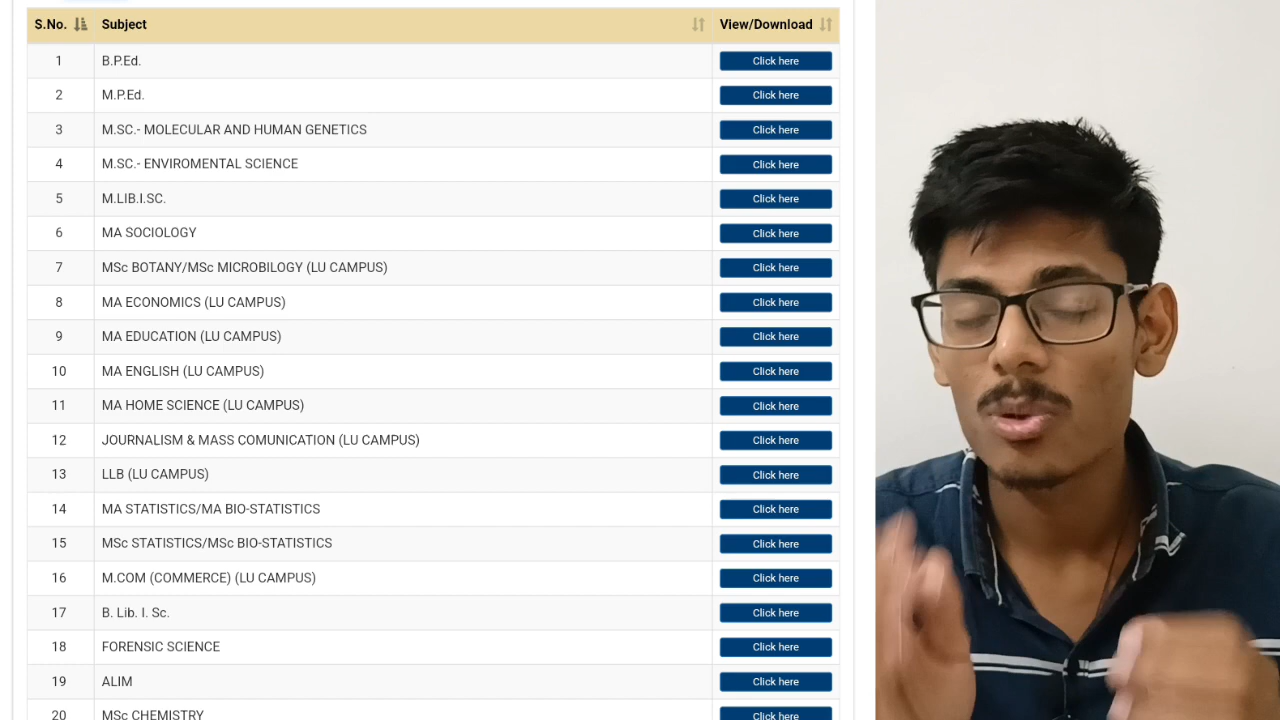 S.No. Subject View/Download
1 B.P.Ed. Click here
2 M.P.Ed. Click here
3 M.SC.- MOLECULAR AND HUMAN GENETICS Click here
4 M.SC.- ENVIROMENTAL SCIENCE Click here
5 M.LIB.I.SC. Click here
6 MA SOCIOLOGY Click here
7 MSc BOTANY/MSc MICROBILOGY (LU CAMPUS) Click here
8 MA ECONOMICS (LU CAMPUS) Click here
9 MA EDUCATION (LU CAMPUS) Click here
10 MA ENGLISH (LU CAMPUS) Click here
11 MA HOME SCIENCE (LU CAMPUS) Click here
12 JOURNALISM & MASS COMUNICATION (LU CAMPUS) Click here
13 LLB (LU CAMPUS) Click here
14 MA STATISTICS/MA BIO-STATISTICS Click here
15 MSc STATISTICS/MSc BIO-STATISTICS Click here
16 M.COM (COMMERCE) (LU CAMPUS) Click here
17 B. Lib. I. Sc. Click here
18 FORENSIC SCIENCE Click here
19 ALIM Click here
20 MSc CHEMISTRY Click here